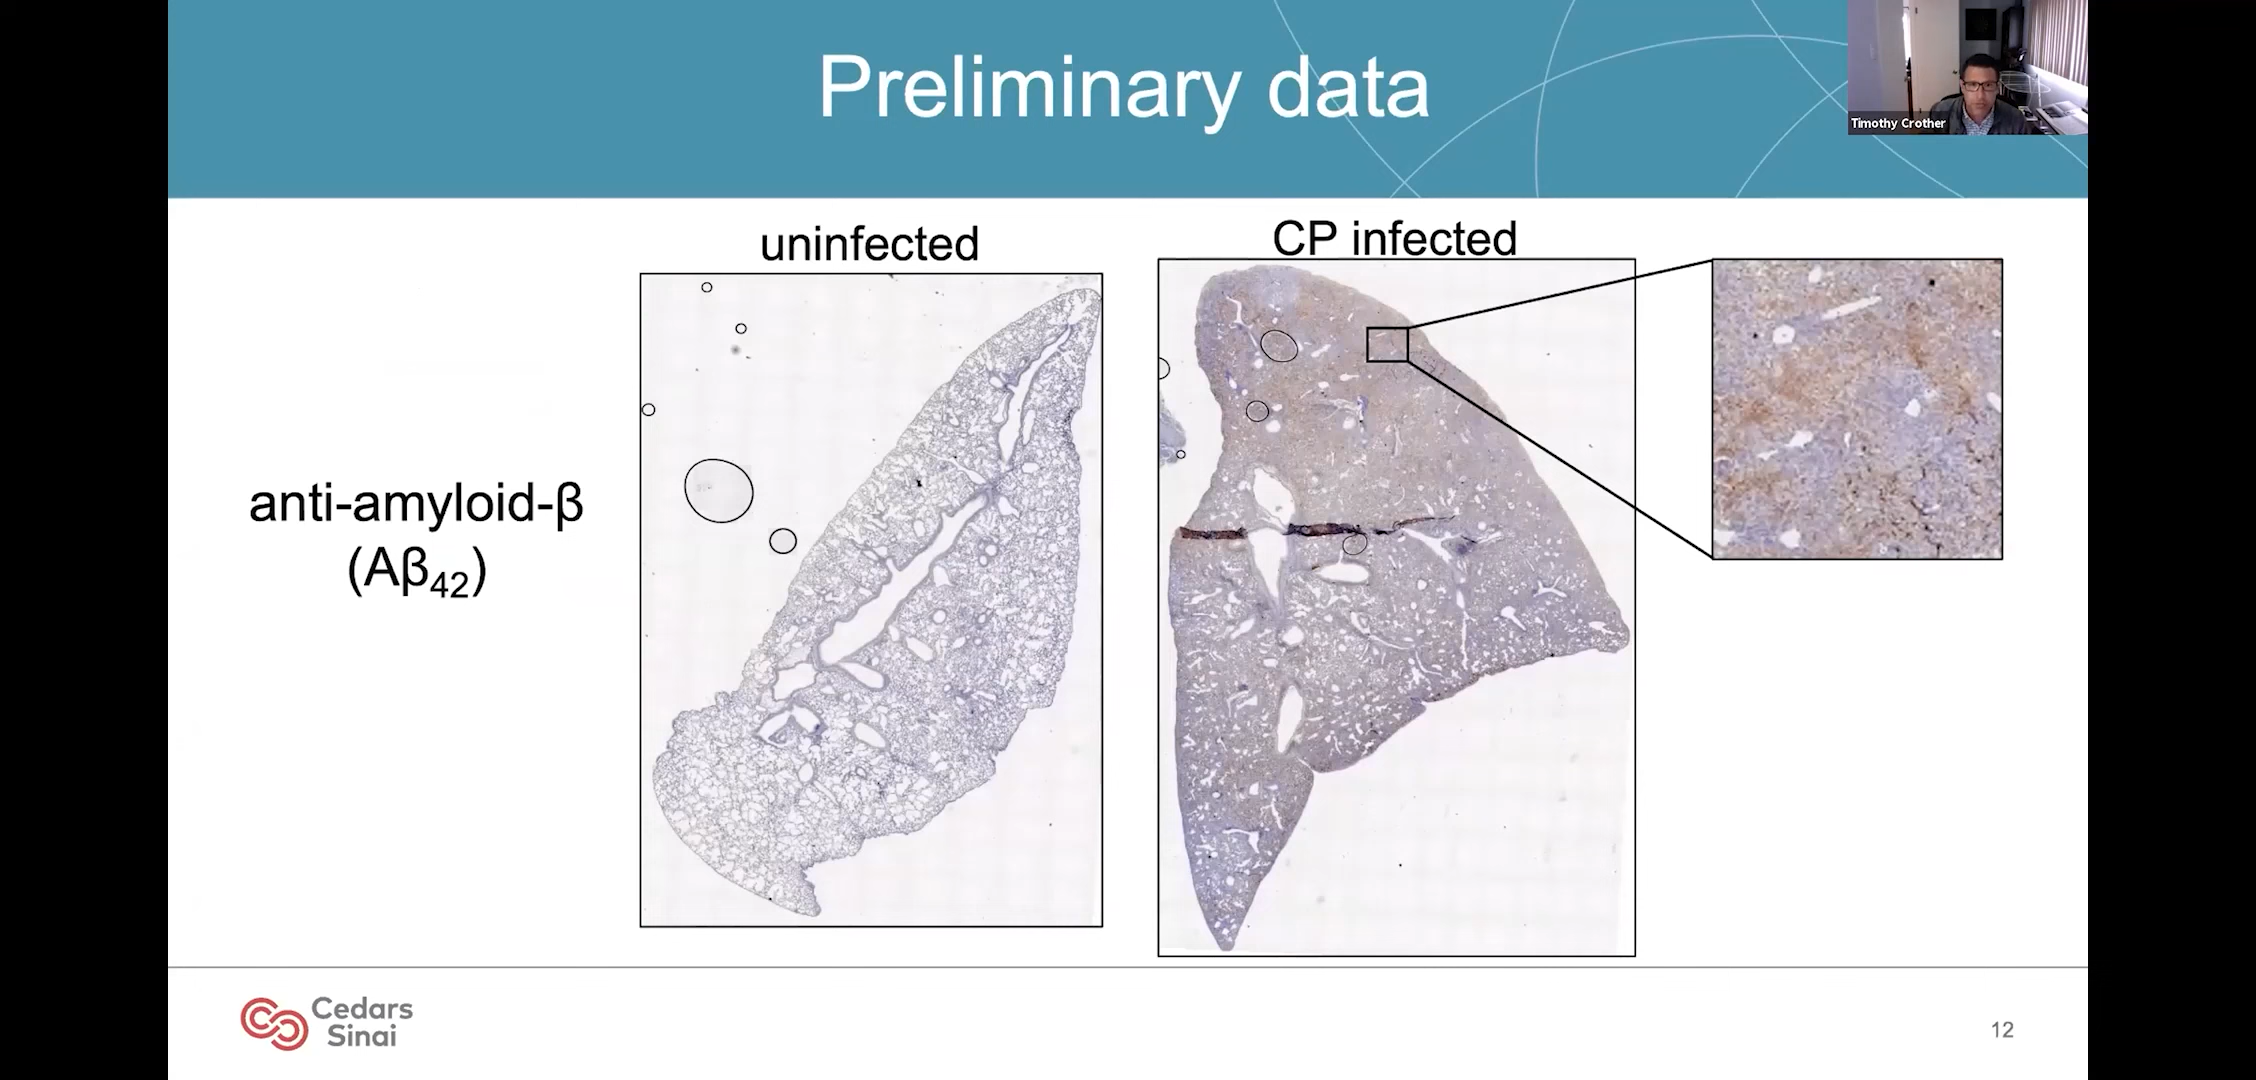 Preliminary data
Timothy Crother
uninfected
CP infected
anti-amyloid-β
(Aβ₄₂)
Cedars
Sinai
12